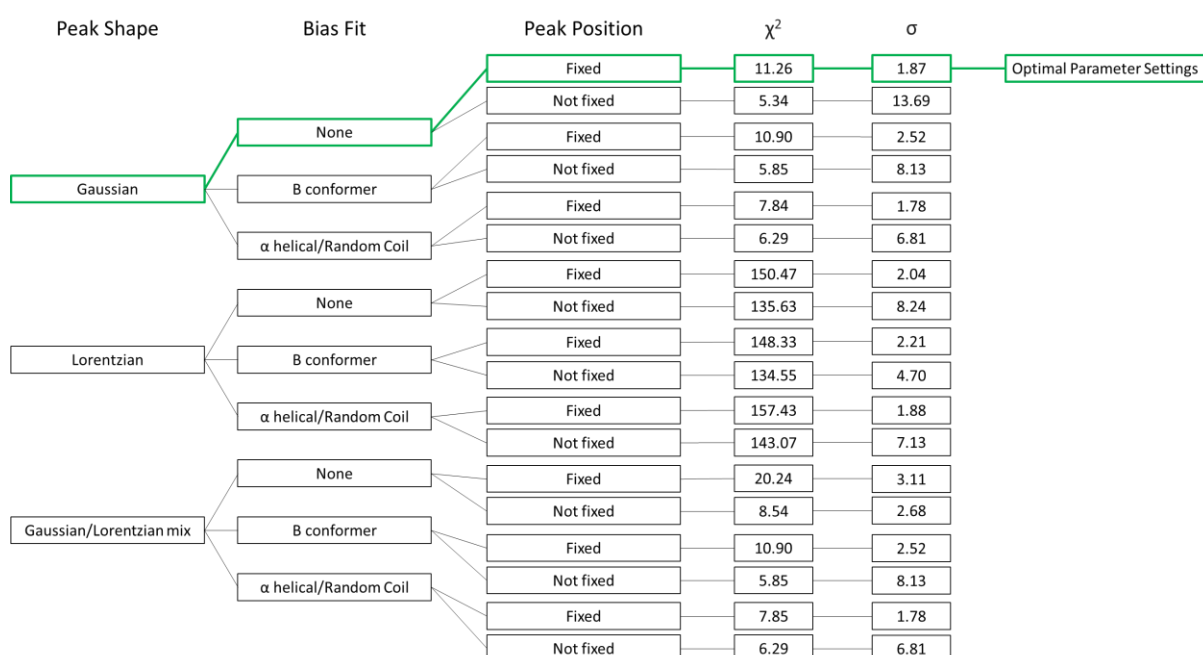 Peak Shape Bias Fit Peak Position χ² σ
Fixed 11.26 1.87 Optimal Parameter Settings
Not fixed 5.34 13.69
None
Fixed 10.90 2.52
Not fixed 5.85 8.13
Gaussian B conformer
Fixed 7.84 1.78
Not fixed 6.29 6.81
α helical/Random Coil
Fixed 150.47 2.04
Not fixed 135.63 8.24
None
Fixed 148.33 2.21
Lorentzian B conformer
Not fixed 134.55 4.70
Fixed 157.43 1.88
α helical/Random Coil
Not fixed 143.07 7.13
None
Fixed 20.24 3.11
Not fixed 8.54 2.68
Gaussian/Lorentzian mix B conformer
Fixed 10.90 2.52
Not fixed 5.85 8.13
α helical/Random Coil
Fixed 7.85 1.78
Not fixed 6.29 6.81